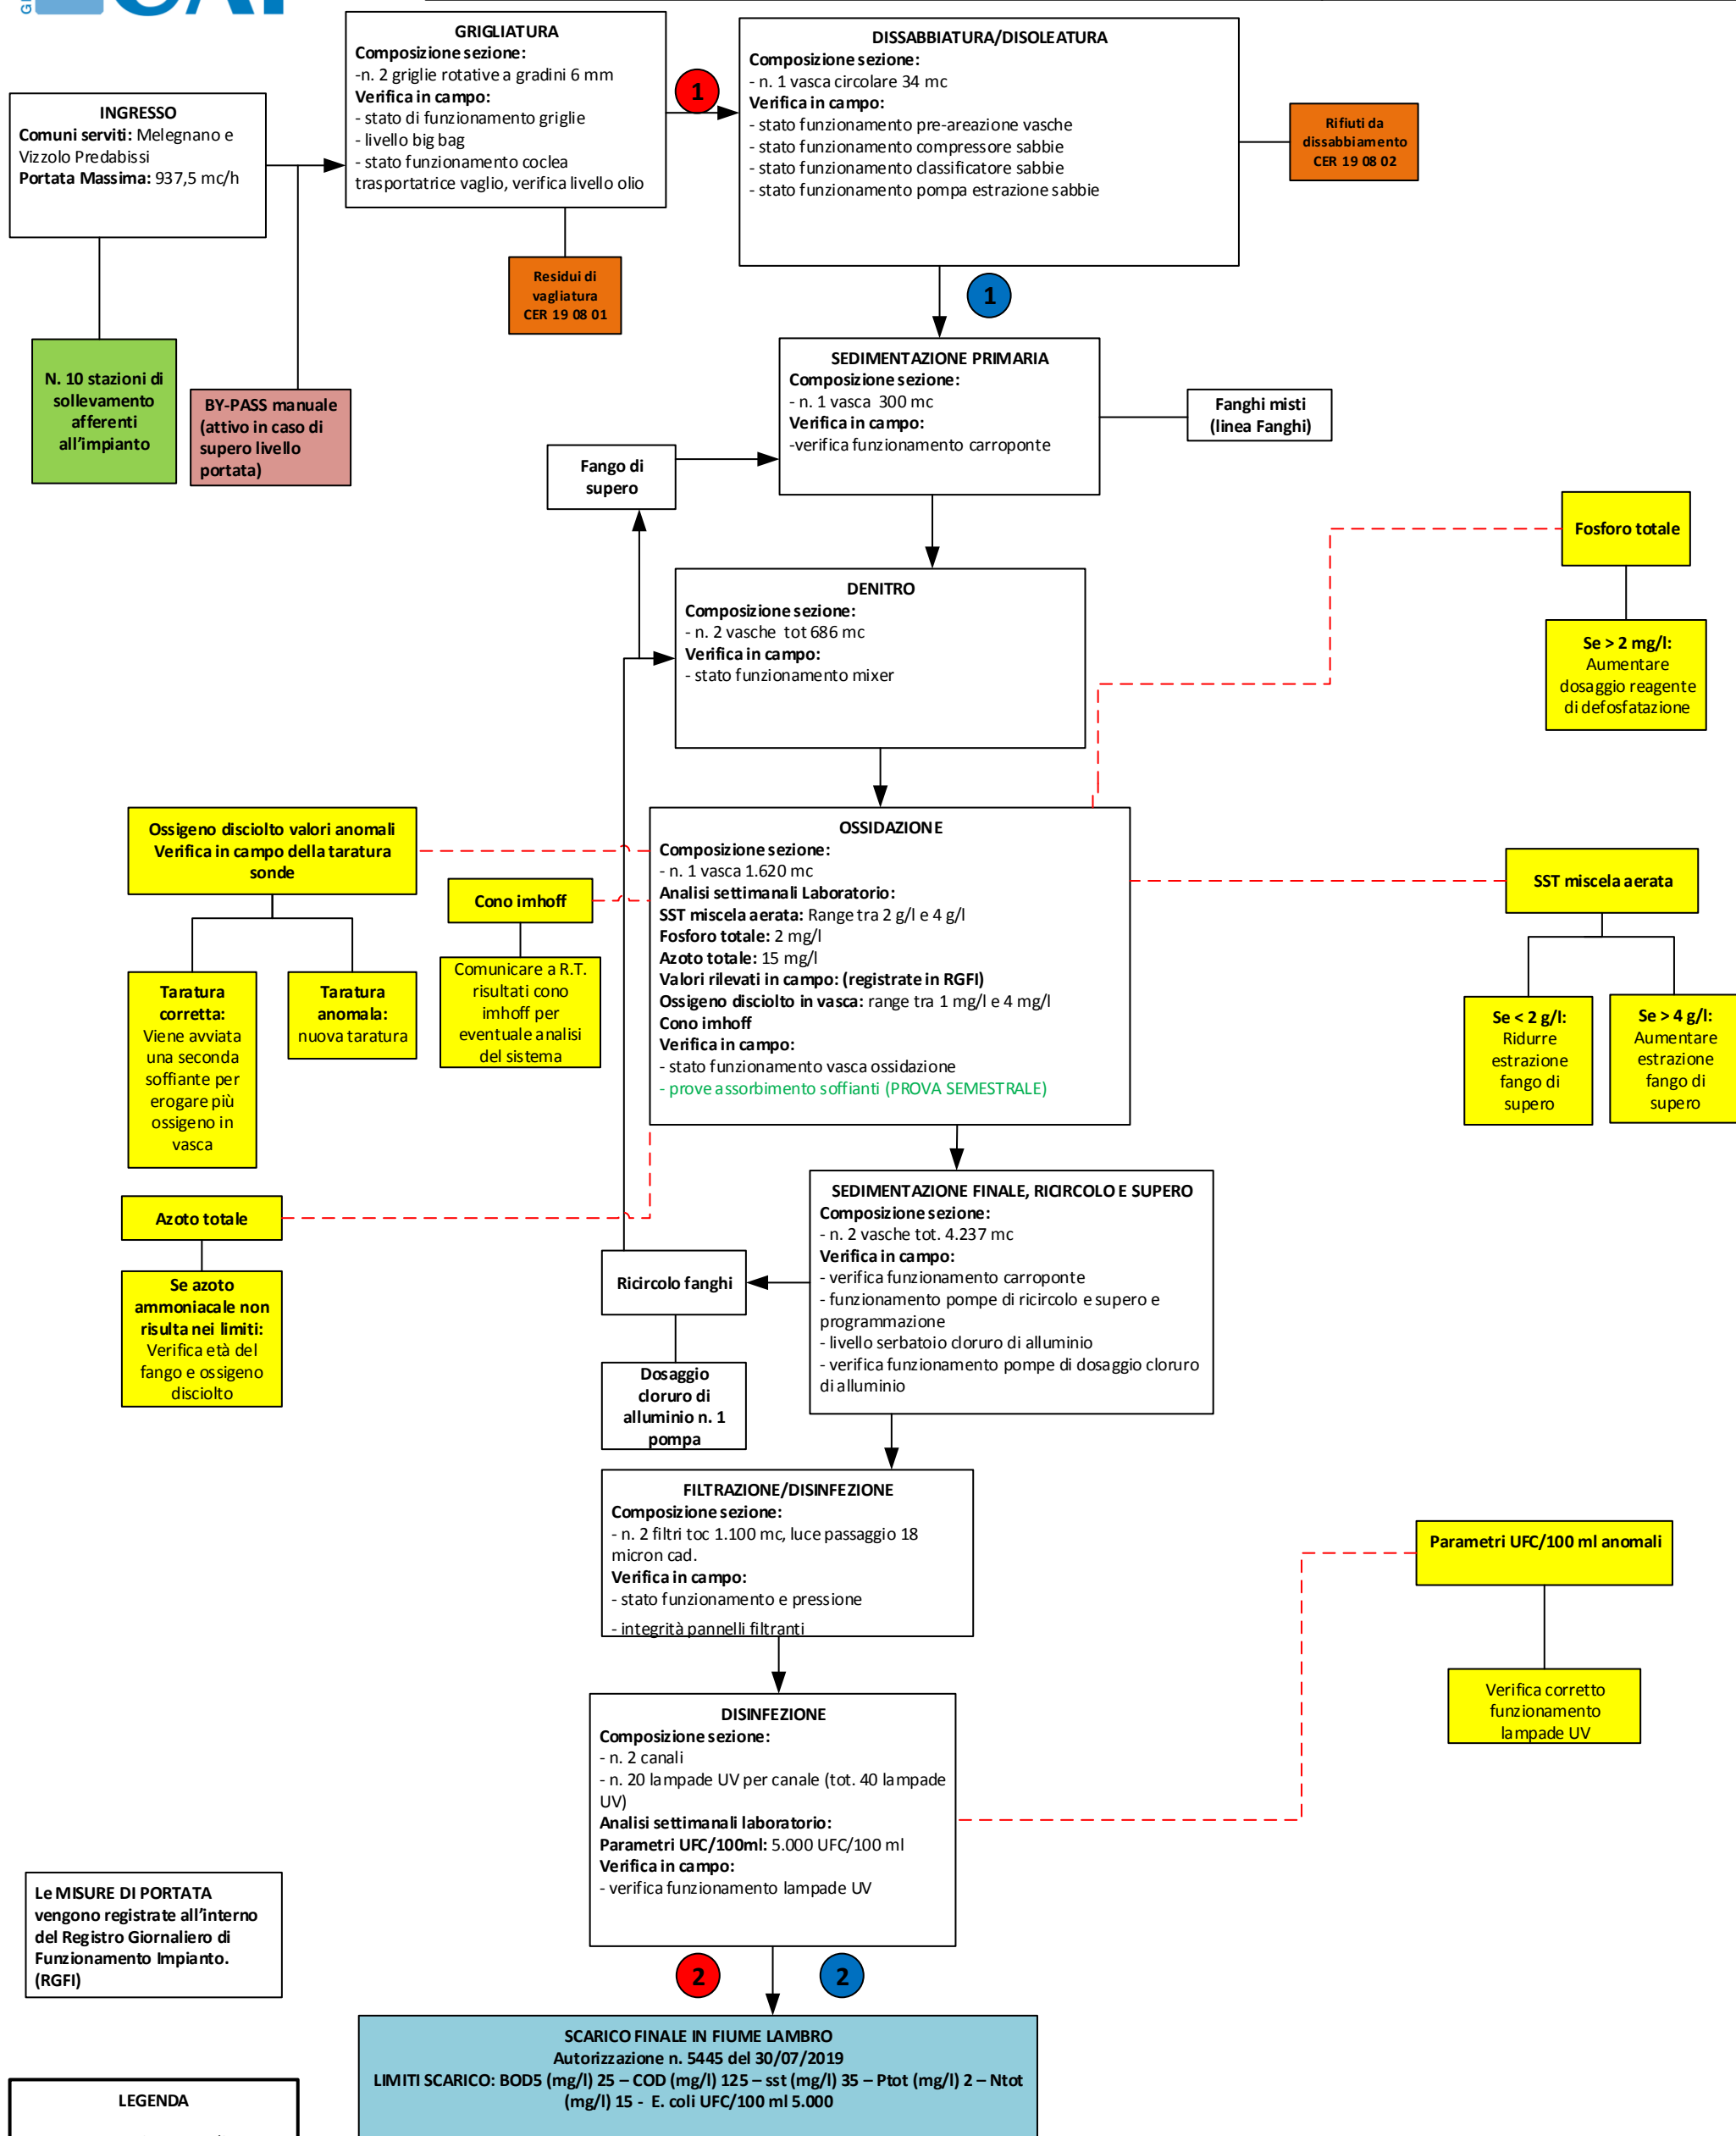 GRIGLIATURA
Composizione sezione:
-n. 2 griglie rotative a gradini 6 mm
Verifica in campo:
- stato di funzionamento griglie
- livello big bag
- stato funzionamento coclea
trasportatrice vaglio, verifica livello olio
1
DISSABBIATURA/DISOLEATURA
Composizione sezione:
- n. 1 vasca circolare 34 mc
Verifica in campo:
- stato funzionamento pre-areazione vasche
- stato funzionamento compressore sabbie
- stato funzionamento classificatore sabbie
- stato funzionamento pompa estrazione sabbie
INGRESSO
Comuni serviti: Melegnano e
Vizzolo Predabissi
Portata Massima: 937,5 mc/h
Rifiuti da
dissabbiamento
CER 19 08 02
Residui di
vagliatura
CER 19 08 01
1
N. 10 stazioni di
sollevamento
afferenti
all'impianto
BY-PASS manuale
(attivo in caso di
supero livello
portata)
SEDIMENTAZIONE PRIMARIA
Composizione sezione:
- n. 1 vasca 300 mc
Verifica in campo:
-verifica funzionamento carroponte
Fanghi misti
(linea Fanghi)
Fango di
supero
Fosforo totale
Se > 2 mg/l:
Aumentare
dosaggio reagente
di defosfatazione
DENITRO
Composizione sezione:
- n. 2 vasche tot 686 mc
Verifica in campo:
- stato funzionamento mixer
Ossigeno disciolto valori anomali
Verifica in campo della taratura
sonde
Taratura
corretta:
Viene avviata
una seconda
soffiante per
erogare più
ossigeno in
vasca
Taratura
anomala:
nuova taratura
Cono imhoff
Comunicare a R.T.
risultati cono
imhoff per
eventuale analisi
del sistema
OSSIDAZIONE
Composizione sezione:
- n. 1 vasca 1.620 mc
Analisi settimanali Laboratorio:
SST miscela aerata: Range tra 2 g/l e 4 g/l
Fosforo totale: 2 mg/l
Azoto totale: 15 mg/l
Valori rilevati in campo: (registrate in RGFI)
Ossigeno disciolto in vasca: range tra 1 mg/l e 4 mg/l
Cono imhoff
Verifica in campo:
- stato funzionamento vasca ossidazione
- prove assorbimento soffianti (PROVA SEMESTRALE)
SST miscela aerata
Se < 2 g/l:
Ridurre
estrazione
fango di
supero
Se > 4 g/l:
Aumentare
estrazione
fango di
supero
Azoto totale
Se azoto
ammoniacale non
risulta nei limiti:
Verifica età del
fango e ossigeno
disciolto
SEDIMENTAZIONE FINALE, RICIRCOLO E SUPERO
Composizione sezione:
- n. 2 vasche tot. 4.237 mc
Verifica in campo:
- verifica funzionamento carroponte
- funzionamento pompe di ricircolo e supero e
programmazione
- livello serbatoio cloruro di alluminio
- verifica funzionamento pompe di dosaggio cloruro
di alluminio
Ricircolo fanghi
Dosaggio
cloruro di
alluminio n. 1
pompa
FILTRAZIONE/DISINFEZIONE
Composizione sezione:
- n. 2 filtri toc 1.100 mc, luce passaggio 18
micron cad.
Verifica in campo:
- stato funzionamento e pressione
- integrità pannelli filtranti
Parametri UFC/100 ml anomali
Verifica corretto
funzionamento
lampade UV
DISINFEZIONE
Composizione sezione:
- n. 2 canali
- n. 20 lampade UV per canale (tot. 40 lampade
UV)
Analisi settimanali laboratorio:
Parametri UFC/100ml: 5.000 UFC/100 ml
Verifica in campo:
- verifica funzionamento lampade UV
Le MISURE DI PORTATA
vengono registrate all'interno
del Registro Giornaliero di
Funzionamento Impianto.
(RGFI)
2
2
SCARICO FINALE IN FIUME LAMBRO
Autorizzazione n. 5445 del 30/07/2019
LIMITI SCARICO: BOD5 (mg/l) 25 – COD (mg/l) 125 – sst (mg/l) 35 – Ptot (mg/l) 2 – Ntot
(mg/l) 15 - E. coli UFC/100 ml 5.000
LEGENDA